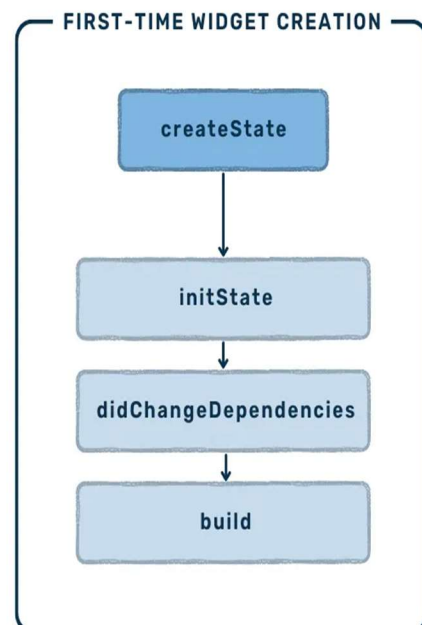 FIRST-TIME WIDGET CREATION
createState
initState
didChangeDependencies
build